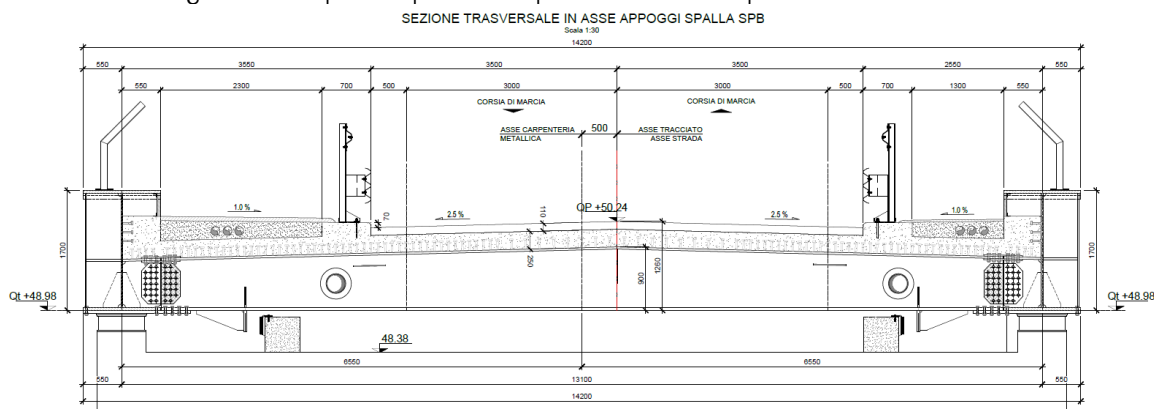 SEZIONE TRASVERSALE IN ASSE APPOGGI SPALLA SPB
Scala 1:30
14200
550 3550 3500 3500 2550 550
550 2300 700 500 3000 3000 500 700 1300 550
CORSIA DI MARCIA CORSIA DI MARCIA
ASSE CARPENTERIA METALLICA
500
ASSE TRACCIATO
ASSE STRADA
1.0 %
70
2.5 %
110
QP +50.24
2.5 %
1.0 %
1700
250
900
1260
1700
Qt +48.98
Qt +48.98
48.38
6550 6550
550 13100 550
14200